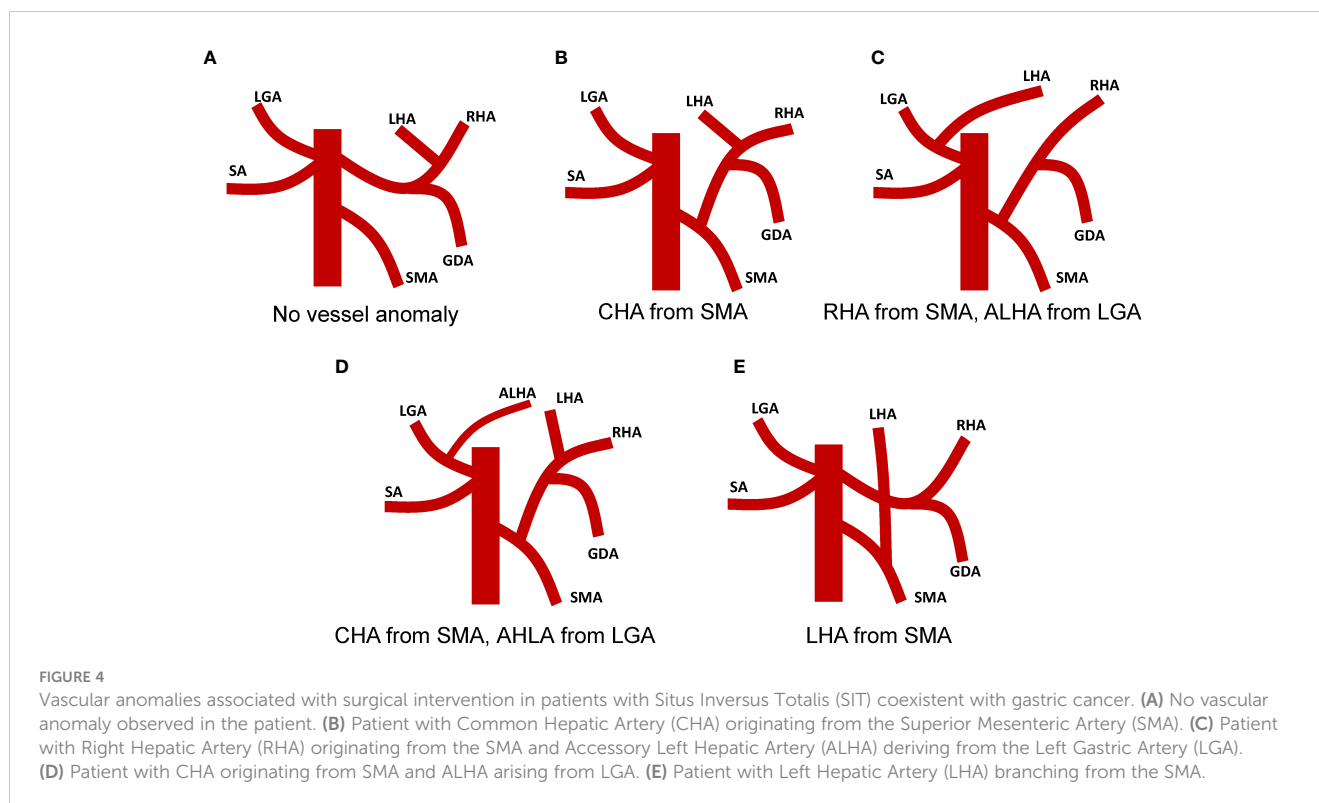 A
LGA
LHA
RHA
SA
GDA
SMA
No vessel anomaly
B
LGA
LHA
RHA
SA
GDA
SMA
CHA from SMA
C
LGA
LHA
RHA
SA
GDA
SMA
RHA from SMA, ALHA from LGA
D
LGA
ALHA
LHA
RHA
SA
GDA
SMA
CHA from SMA, AHLA from LGA
E
LGA
LHA
RHA
SA
GDA
SMA
LHA from SMA
FIGURE 4
Vascular anomalies associated with surgical intervention in patients with Situs Inversus Totalis (SIT) coexistent with gastric cancer. (A) No vascular
anomaly observed in the patient. (B) Patient with Common Hepatic Artery (CHA) originating from the Superior Mesenteric Artery (SMA). (C) Patient
with Right Hepatic Artery (RHA) originating from the SMA and Accessory Left Hepatic Artery (ALHA) deriving from the Left Gastric Artery (LGA).
(D) Patient with CHA originating from SMA and ALHA arising from LGA. (E) Patient with Left Hepatic Artery (LHA) branching from the SMA.